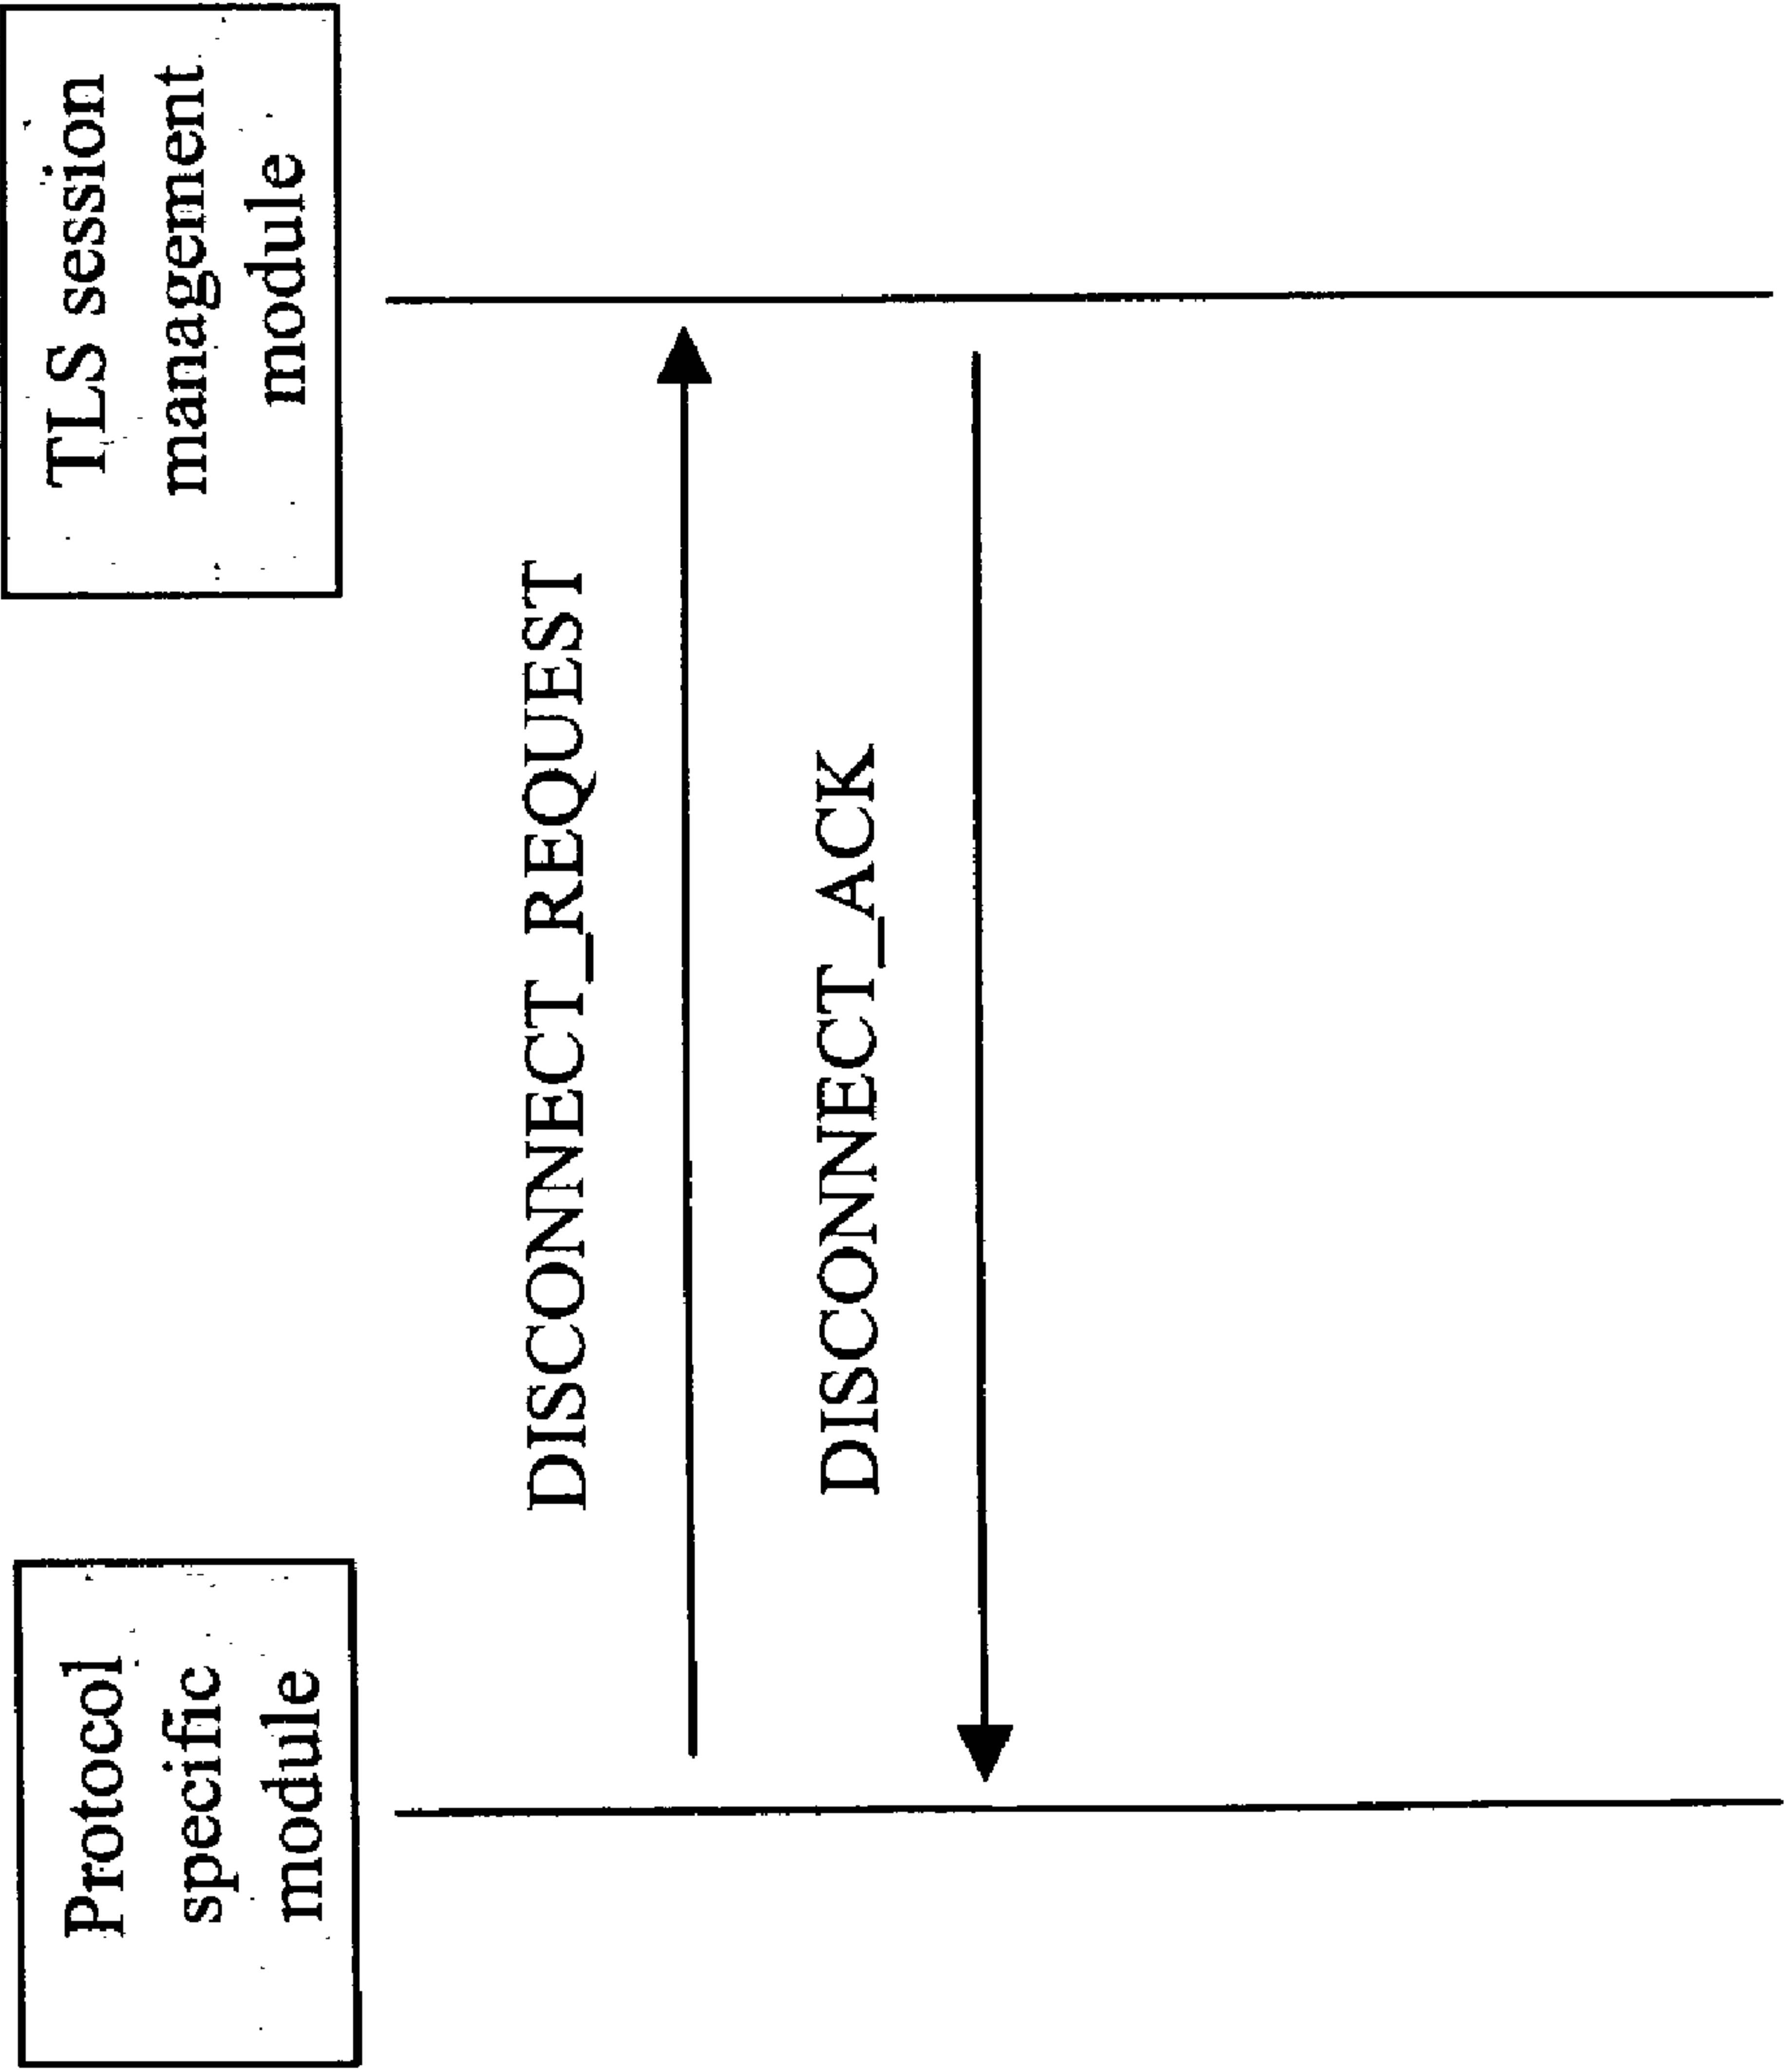 Protocol
specific
module
TLS session
management
module
DISCONNECT_REQUEST
DISCONNECT_ACK